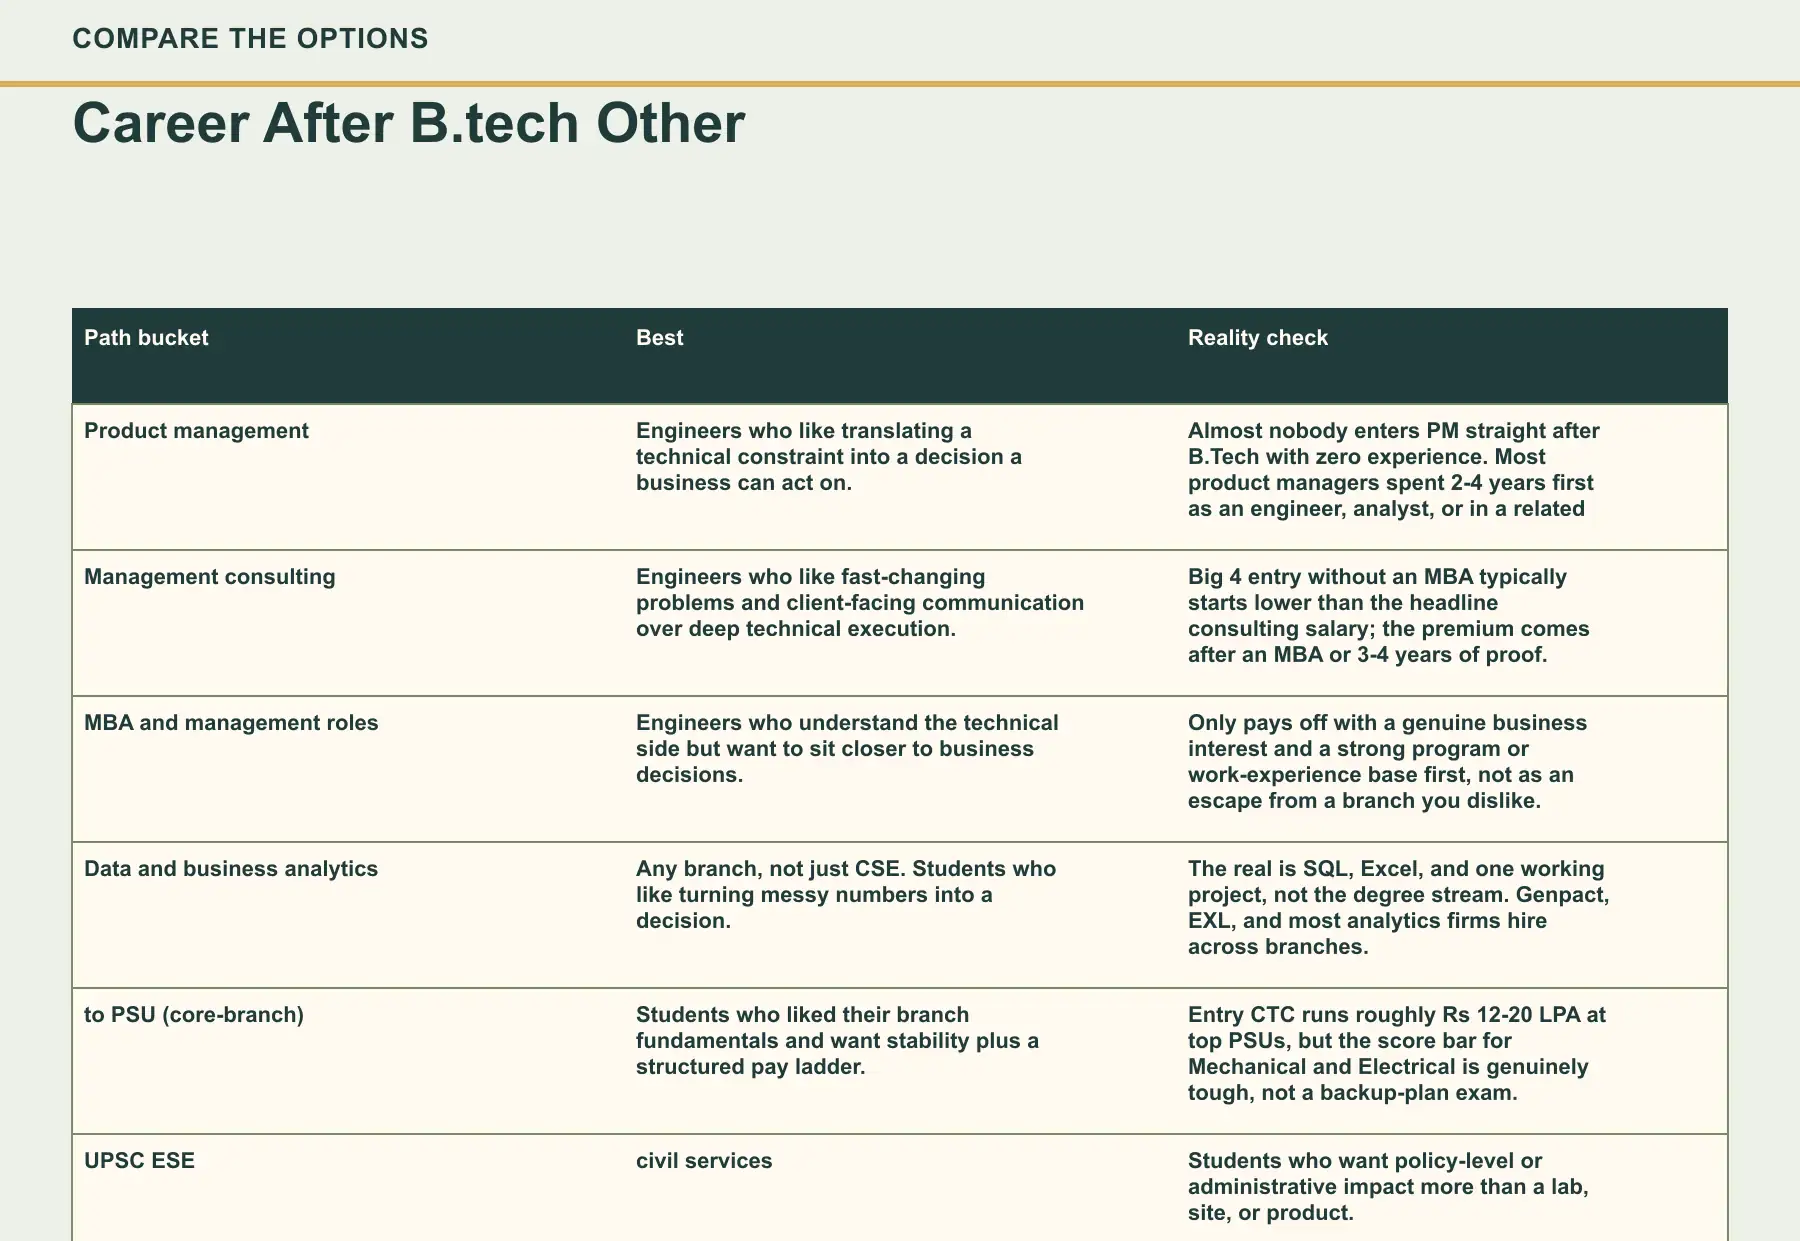 COMPARE THE OPTIONS
Career After B.tech Other
Path bucket
Best
Reality check
Product management
Engineers who like translating a
technical constraint into a decision a
business can act on.
Almost nobody enters PM straight after
B.Tech with zero experience. Most
product managers spent 2-4 years first
as an engineer, analyst, or in a related
Management consulting
Engineers who like fast-changing
problems and client-facing communication
over deep technical execution.
Big 4 entry without an MBA typically
starts lower than the headline
consulting salary; the premium comes
after an MBA or 3-4 years of proof.
MBA and management roles
Engineers who understand the technical
side but want to sit closer to business
decisions.
Only pays off with a genuine business
interest and a strong program or
work-experience base first, not as an
escape from a branch you dislike.
Data and business analytics
Any branch, not just CSE. Students who
like turning messy numbers into a
decision.
The real is SQL, Excel, and one working
project, not the degree stream. Genpact,
EXL, and most analytics firms hire
across branches.
to PSU (core-branch)
Students who liked their branch
fundamentals and want stability plus a
structured pay ladder.
Entry CTC runs roughly Rs 12-20 LPA at
top PSUs, but the score bar for
Mechanical and Electrical is genuinely
tough, not a backup-plan exam.
UPSC ESE
civil services
Students who want policy-level or
administrative impact more than a lab,
site, or product.